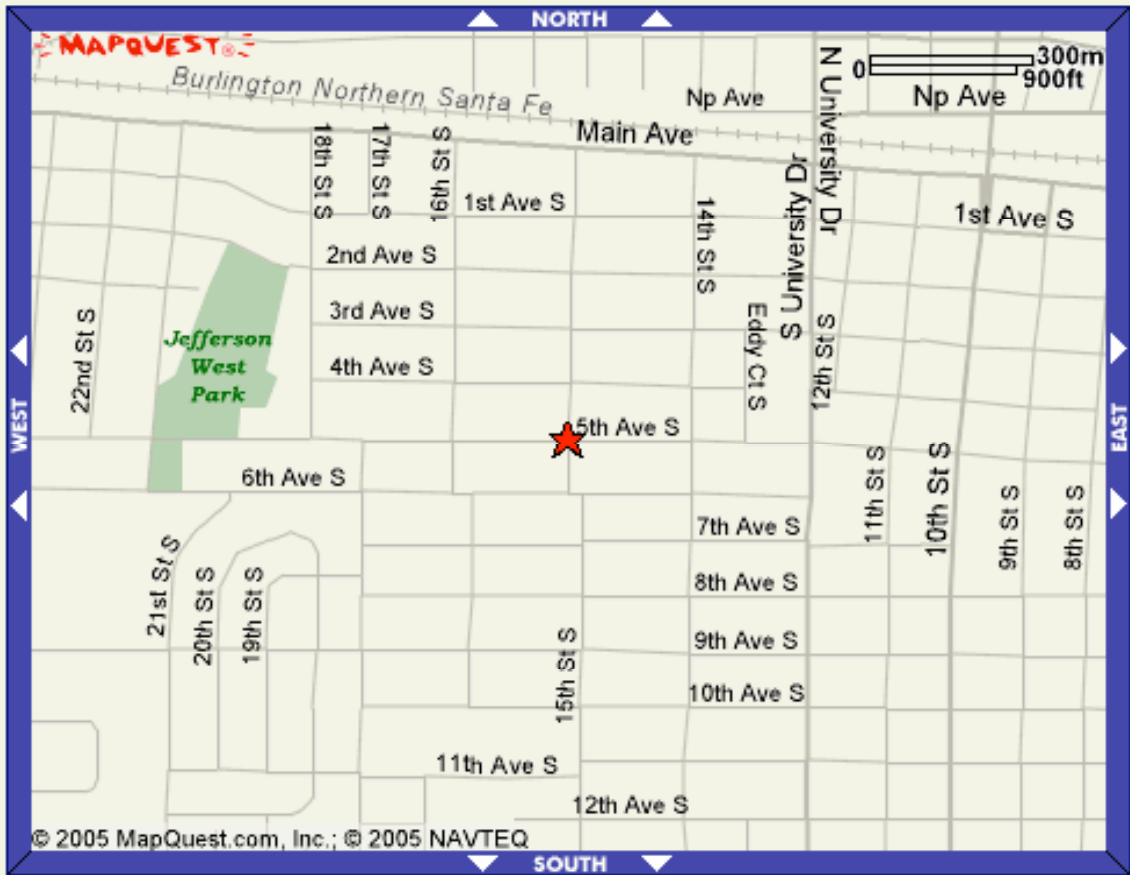 NORTH
MAPQUEST®
0
300m
900ft
Burlington Northern Santa Fe
N University Dr
Np Ave
Np Ave
Main Ave
18th St S
17th St S
16th St S
1st Ave S
14th St S
S University Dr
1st Ave S
2nd Ave S
3rd Ave S
Eddy Ct S
22nd St S
Jefferson
West
Park
4th Ave S
12th St S
WEST
EAST
5th Ave S
6th Ave S
11th St S
10th St S
9th St S
8th St S
7th Ave S
21st St S
20th St S
19th St S
8th Ave S
15th St S
9th Ave S
10th Ave S
11th Ave S
12th Ave S
© 2005 MapQuest.com, Inc.; © 2005 NAVTEQ
SOUTH